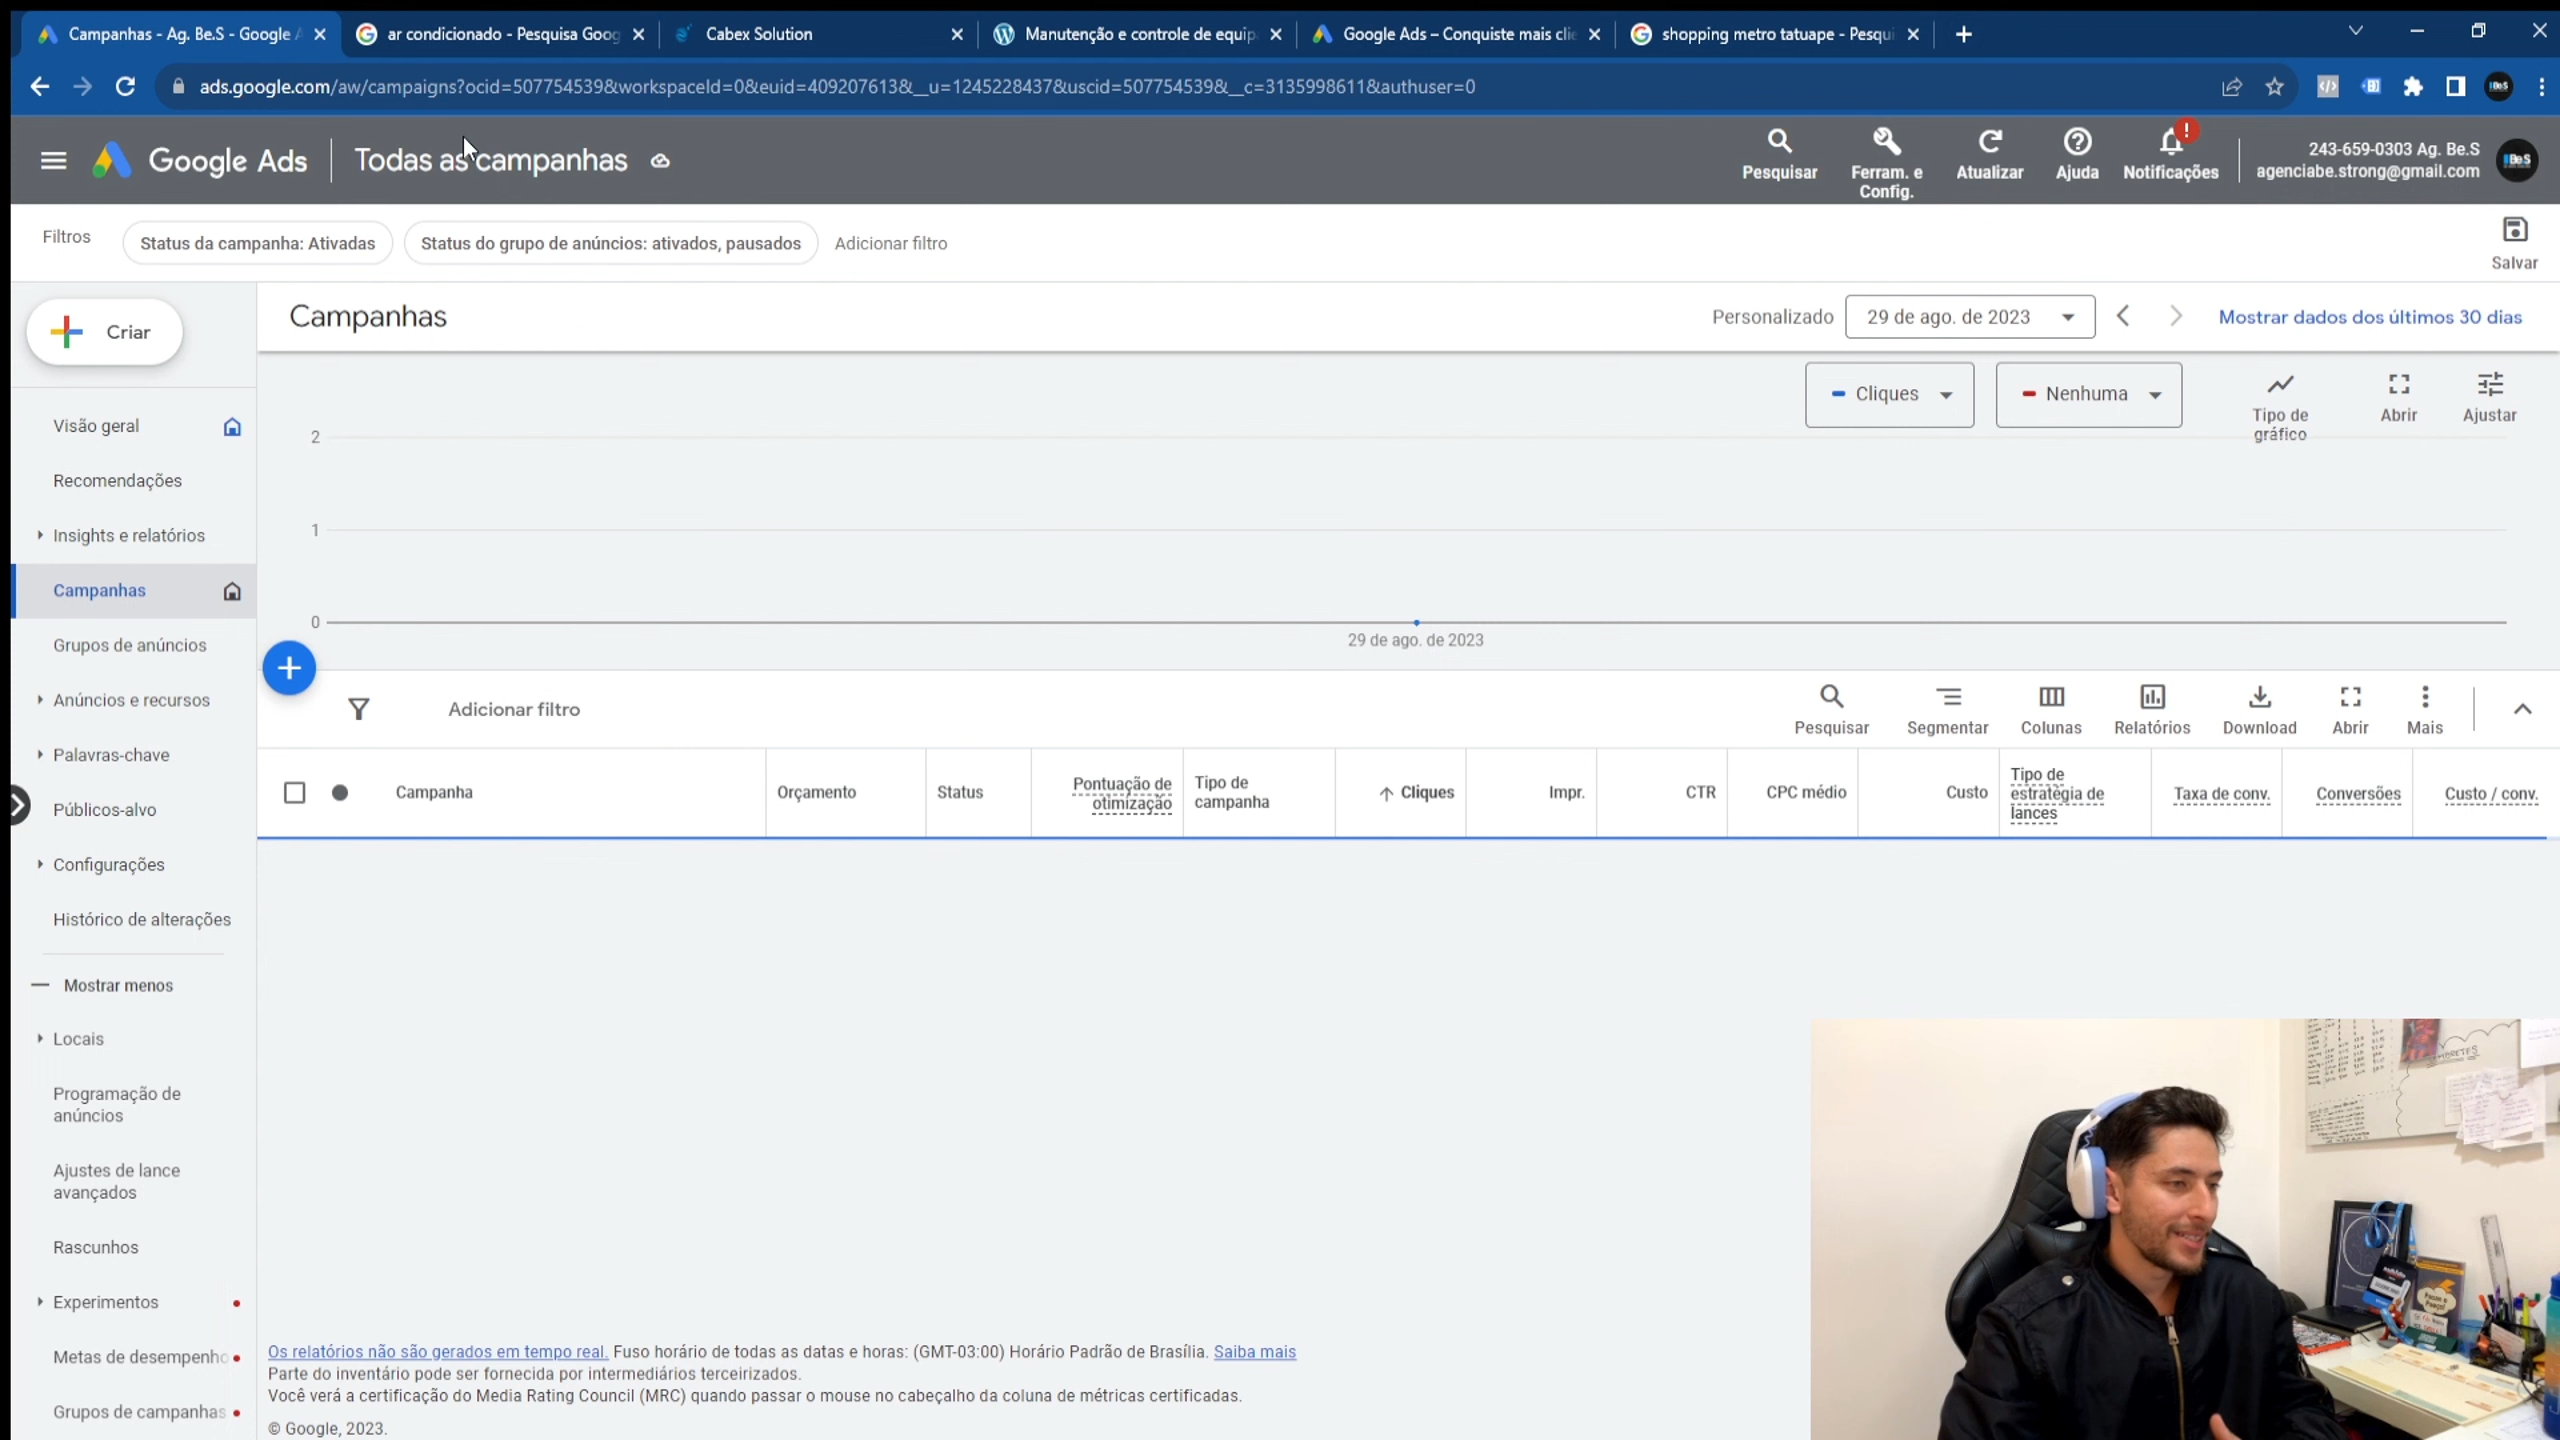 Campanhas - Ag. Be.S - Google A
ar condicionado - Pesquisa Goog
Cabex Solution
Manutenção e controle de equip
Google Ads – Conquiste mais clie
shopping metro tatuape - Pesqui
ads.google.com/aw/campaigns?ocid=507754539&workspaceId=0&euid=409207613&__u=1245228437&uscid=507754539&__c=3135998611&authuser=0
Google Ads
Todas as campanhas
Pesquisar
Ferram. e
Config.
Atualizar
Ajuda
Notificações
243-659-0303 Ag. Be.S
agenciabe.strong@gmail.com
Filtros
Status da campanha: Ativadas
Status do grupo de anúncios: ativados, pausados
Adicionar filtro
Salvar
Criar
Campanhas
Personalizado
29 de ago. de 2023
Mostrar dados dos últimos 30 dias
Cliques
Nenhuma
Tipo de
gráfico
Abrir
Ajustar
2
1
0
29 de ago. de 2023
Visão geral
Recomendações
Insights e relatórios
Campanhas
Grupos de anúncios
Anúncios e recursos
Palavras-chave
Públicos-alvo
Configurações
Histórico de alterações
Mostrar menos
Locais
Programação de
anúncios
Ajustes de lance
avançados
Rascunhos
Experimentos
Metas de desempenho
Grupos de campanhas
Adicionar filtro
Pesquisar
Segmentar
Colunas
Relatórios
Download
Abrir
Mais
Campanha
Orçamento
Status
Pontuação de
otimização
Tipo de
campanha
Cliques
Impr.
CTR
CPC médio
Custo
Tipo de
estratégia de
lances
Taxa de conv.
Conversões
Custo / conv.
Os relatórios não são gerados em tempo real. Fuso horário de todas as datas e horas: (GMT-03:00) Horário Padrão de Brasília. Saiba mais
Parte do inventário pode ser fornecida por intermediários terceirizados.
Você verá a certificação do Media Rating Council (MRC) quando passar o mouse no cabeçalho da coluna de métricas certificadas.
© Google, 2023.